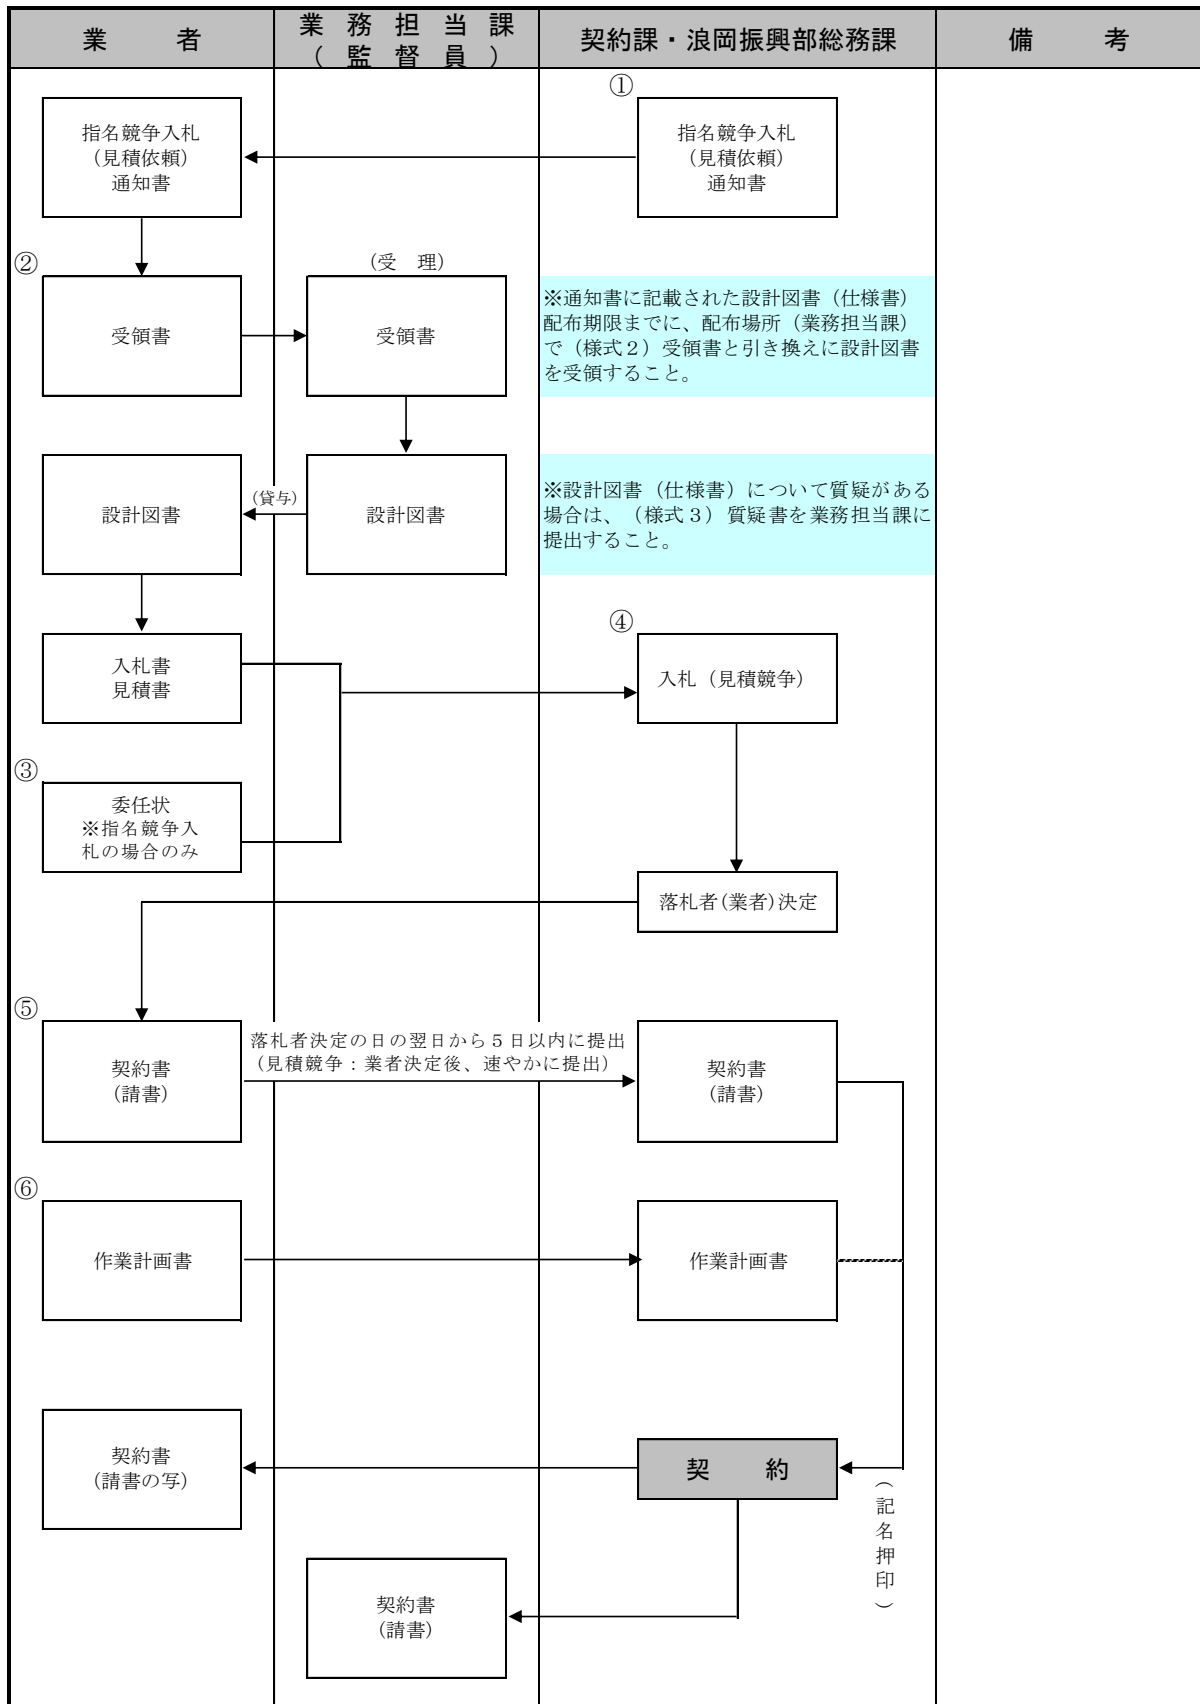 業　　者
業務担当課
（監督員）
契約課・浪岡振興部総務課
備　　考
①
指名競争入札
(見積依頼)
通知書
指名競争入札
(見積依頼)
通知書
②
受領書
(受　理)
受領書
※通知書に記載された設計図書（仕様書）
配布期限までに、配布場所（業務担当課）
で（様式２）受領書と引き換えに設計図書
を受領すること。
設計図書
(貸与)
設計図書
※設計図書（仕様書）について質疑がある
場合は、（様式３）質疑書を業務担当課に
提出すること。
入札書
見積書
④
入札（見積競争）
③
委任状
※指名競争入
札の場合のみ
落札者(業者)決定
⑤
契約書
(請書)
落札者決定の日の翌日から５日以内に提出
（見積競争：業者決定後、速やかに提出）
契約書
(請書)
⑥
作業計画書
作業計画書
契約書
(請書の写)
契　　約
（記名押印）
契約書
(請書)